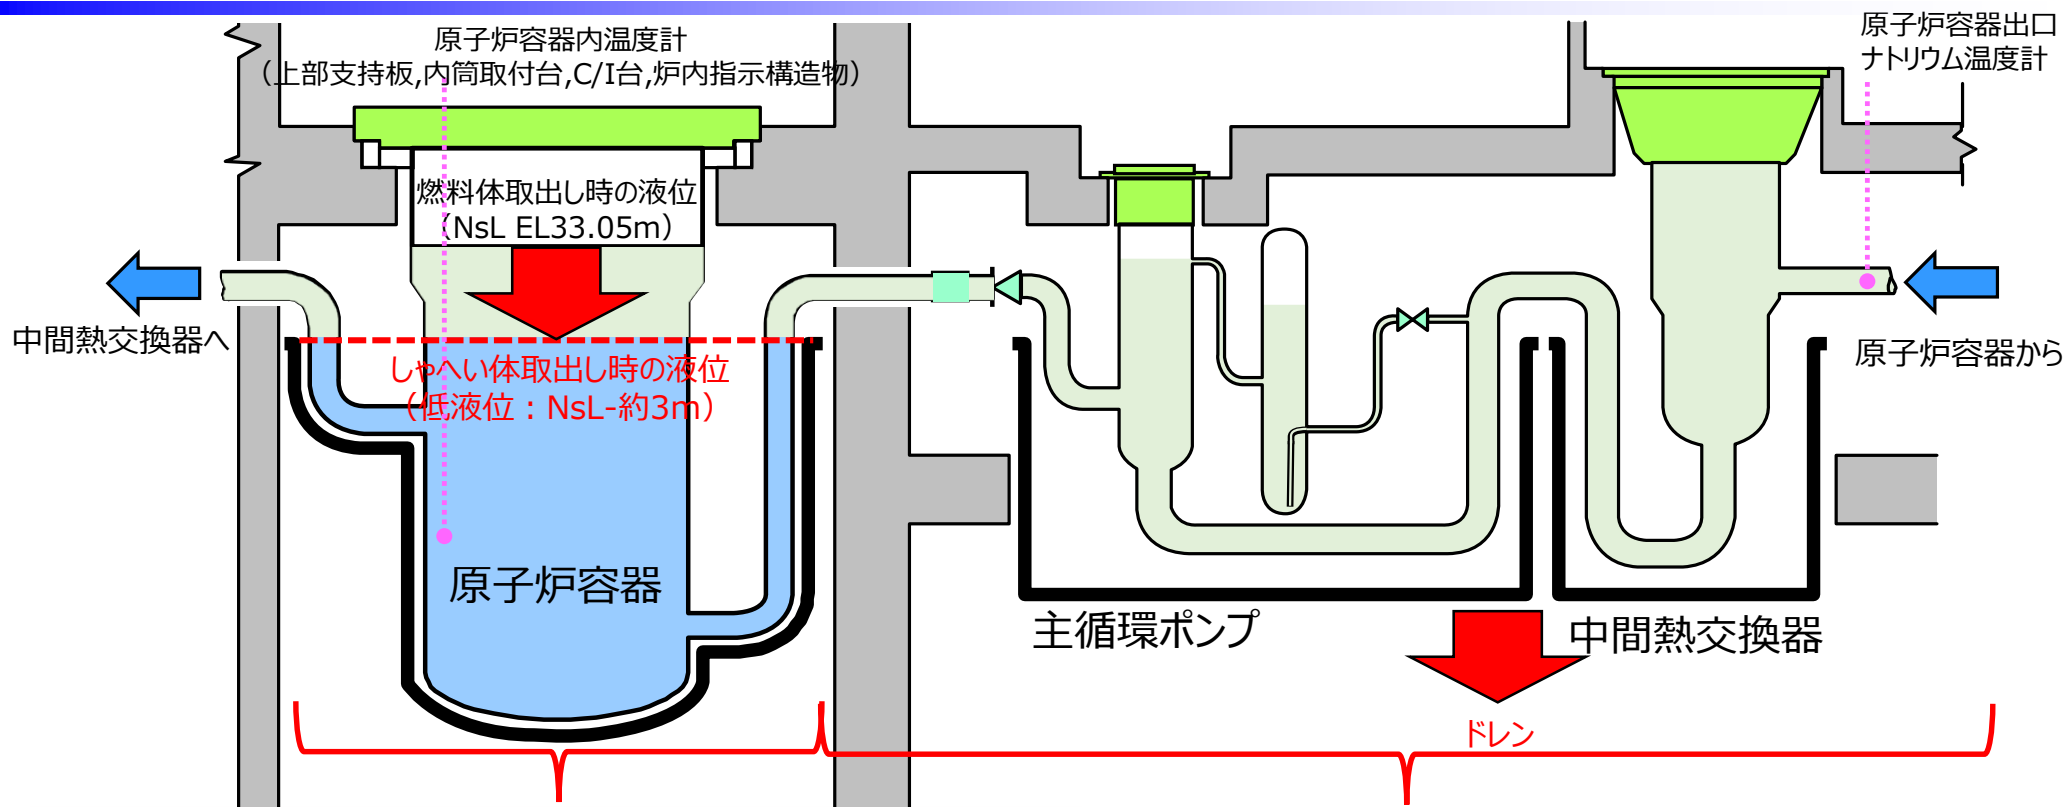 原子炉容器内温度計
（上部支持板,内筒取付台,C/I台,炉内指示構造物）
原子炉容器出口
ナトリウム温度計
燃料体取出し時の液位
（NsL EL33.05m）
中間熱交換器へ
しゃへい体取出し時の液位
（低液位：NsL-約3m）
原子炉容器から
原子炉容器
主循環ポンプ
中間熱交換器
ドレン